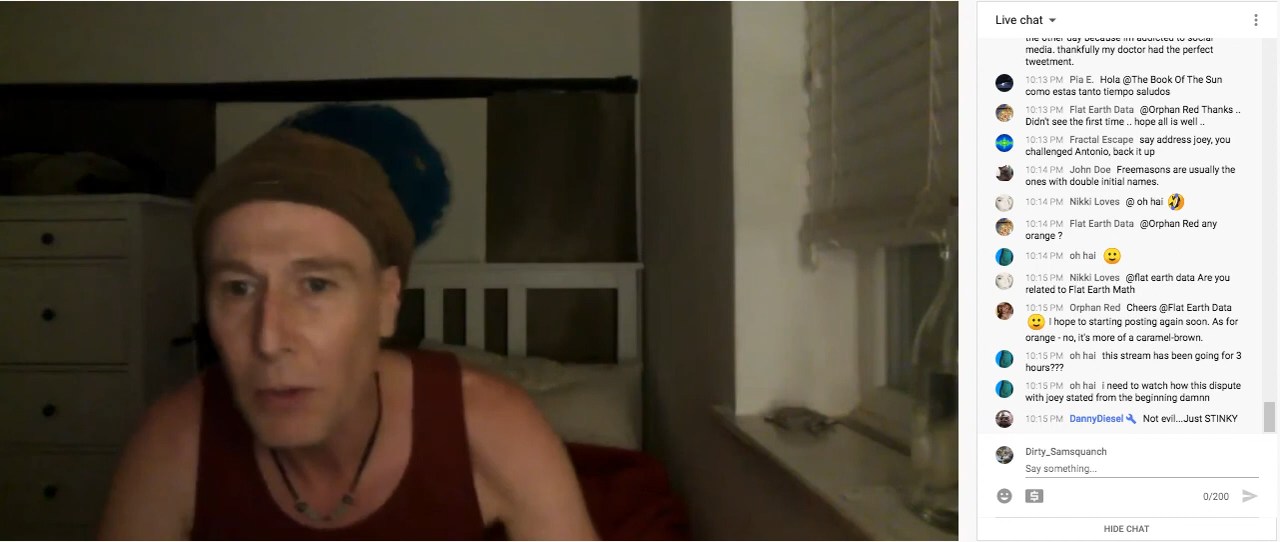 Live chat
the other day because im addicted to social
media. thankfully my doctor had the perfect
tweetment.
10:13 PM Pia E. Hola @The Book Of The Sun
como estas tanto tiempo saludos
10:13 PM Flat Earth Data @Orphan Red Thanks ..
Didn't see the first time .. hope all is well ..
10:13 PM Fractal Escape say address joey, you
challenged Antonio, back it up
10:14 PM John Doe Freemasons are usually the
ones with double initial names.
10:14 PM Nikki Loves @ oh hai 🤣
10:14 PM Flat Earth Data @Orphan Red any
orange ?
10:14 PM oh hai 🙂
10:15 PM Nikki Loves @flat earth data Are you
related to Flat Earth Math
10:15 PM Orphan Red Cheers @Flat Earth Data
🙂 I hope to starting posting again soon. As for
orange - no, it's more of a caramel-brown.
10:15 PM oh hai this stream has been going for 3
hours???
10:15 PM oh hai i need to watch how this dispute
with joey stated from the beginning damnn
10:15 PM DannyDiesel Not evil...Just STINKY
Dirty_Samsquanch
Say something...
0/200
HIDE CHAT